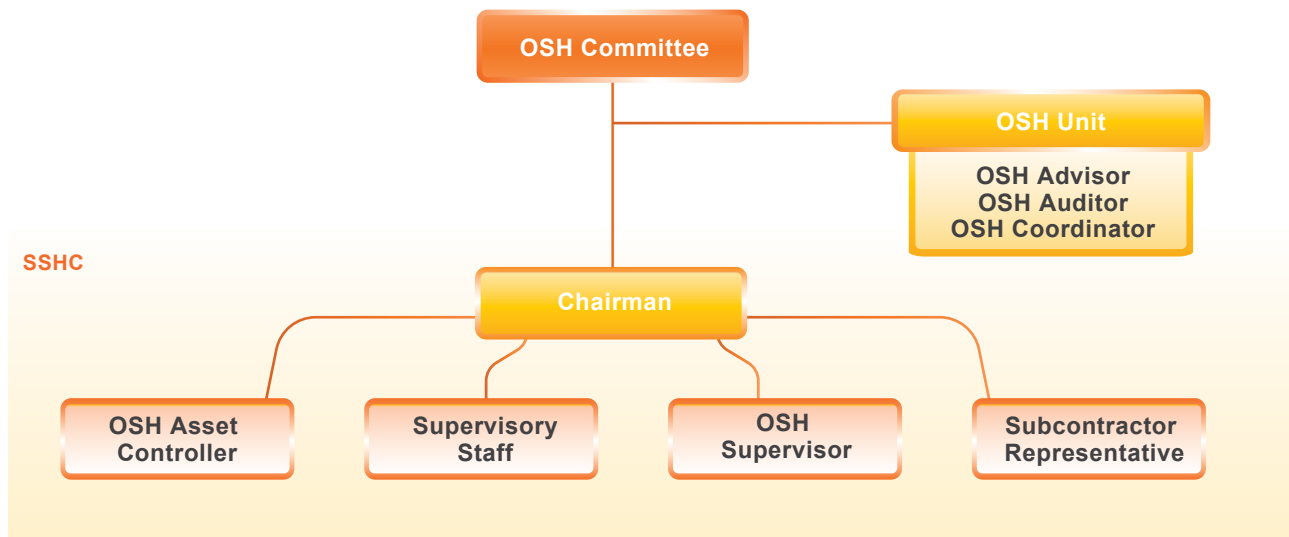 OSH Committee
OSH Unit
OSH Advisor
OSH Auditor
OSH Coordinator
SSHC
Chairman
OSH Asset
Controller
Supervisory
Staff
OSH
Supervisor
Subcontractor
Representative